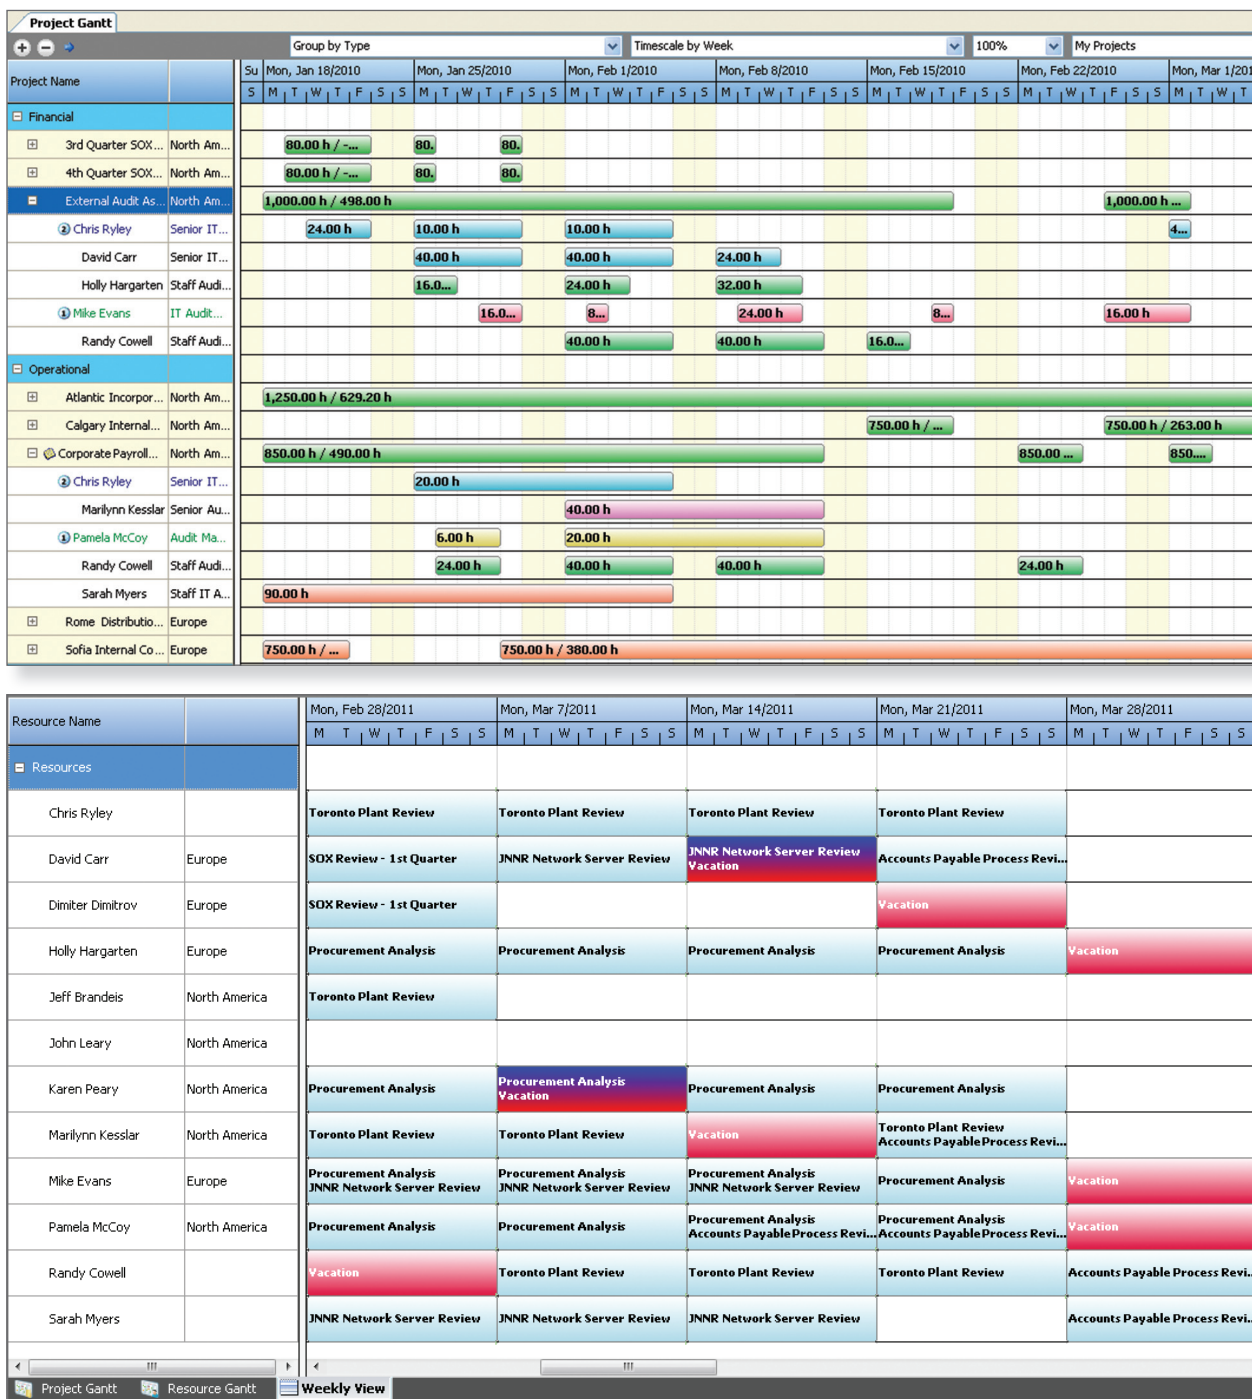 Project Gantt
Group by Type Timescale by Week 100% My Projects
Project Name
Su Mon, Jan 18/2010 Mon, Jan 25/2010 Mon, Feb 1/2010 Mon, Feb 8/2010 Mon, Feb 15/2010 Mon, Feb 22/2010 Mon, Mar 1/201
S M T W T F S S M T W T F S S M T W T F S S M T W T F S S M T W T F S S M T W T F S S M T W T
Financial
3rd Quarter SOX... North Am... 80.00 h / -... 80. 80.
4th Quarter SOX... North Am... 80.00 h / -... 80. 80.
External Audit As... North Am... 1,000.00 h / 498.00 h 1,000.00 h ...
2 Chris Ryley Senior IT... 24.00 h 10.00 h 10.00 h 4...
David Carr Senior IT... 40.00 h 40.00 h 24.00 h
Holly Hargarten Staff Audi... 16.0... 24.00 h 32.00 h
1 Mike Evans IT Audit... 16.0... 8... 24.00 h 8... 16.00 h
Randy Cowell Staff Audi... 40.00 h 40.00 h 16.0...
Operational
Atlantic Incorpor... North Am... 1,250.00 h / 629.20 h
Calgary Internal... North Am... 750.00 h / ... 750.00 h / 263.00 h
Corporate Payroll... North Am... 850.00 h / 490.00 h 850.00 ... 850....
2 Chris Ryley Senior IT... 20.00 h
Marilynn Kesslar Senior Au... 40.00 h
1 Pamela McCoy Audit Ma... 6.00 h 20.00 h
Randy Cowell Staff Audi... 24.00 h 40.00 h 40.00 h 24.00 h
Sarah Myers Staff IT A... 90.00 h
Rome Distributio... Europe
Sofia Internal Co... Europe 750.00 h / ... 750.00 h / 380.00 h
Resource Name
Mon, Feb 28/2011 Mon, Mar 7/2011 Mon, Mar 14/2011 Mon, Mar 21/2011 Mon, Mar 28/2011
M T W T F S S M T W T F S S M T W T F S S M T W T F S S M T W T F S S
Resources
Chris Ryley Toronto Plant Review Toronto Plant Review Toronto Plant Review Toronto Plant Review
David Carr Europe SOX Review - 1st Quarter JNNR Network Server Review JNNR Network Server Review Accounts Payable Process Revi...
Vacation
Dimiter Dimitrov Europe SOX Review - 1st Quarter Vacation
Holly Hargarten Europe Procurement Analysis Procurement Analysis Procurement Analysis Procurement Analysis Vacation
Jeff Brandeis North America Toronto Plant Review
John Leary North America
Karen Peary North America Procurement Analysis Procurement Analysis Procurement Analysis Procurement Analysis
Vacation
Marilynn Kesslar North America Toronto Plant Review Toronto Plant Review Vacation Toronto Plant Review
Accounts Payable Process Revi...
Mike Evans Europe Procurement Analysis Procurement Analysis Procurement Analysis Procurement Analysis Vacation
JNNR Network Server Review JNNR Network Server Review JNNR Network Server Review
Pamela McCoy North America Procurement Analysis Procurement Analysis Procurement Analysis Procurement Analysis Vacation
Accounts Payable Process Revi... Accounts Payable Process Revi...
Randy Cowell Vacation Toronto Plant Review Toronto Plant Review Toronto Plant Review Accounts Payable Process Revi..
Sarah Myers JNNR Network Server Review JNNR Network Server Review JNNR Network Server Review Accounts Payable Process Revi..
Project Gantt Resource Gantt Weekly View